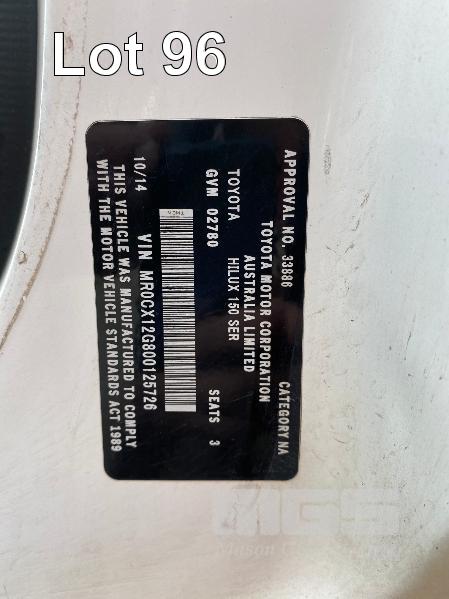 Lot 96
APPROVAL NO. 33886 CATEGORY NA
TOYOTA MOTOR CORPORATION
AUSTRALIA LIMITED
TOYOTA HILUX 150 SER
GVM 02780 SEATS 3
10/14 VIN MR0CX12G800125726
THIS VEHICLE WAS MANUFACTURED TO COMPLY
WITH THE MOTOR VEHICLE STANDARDS ACT 1989
MGS